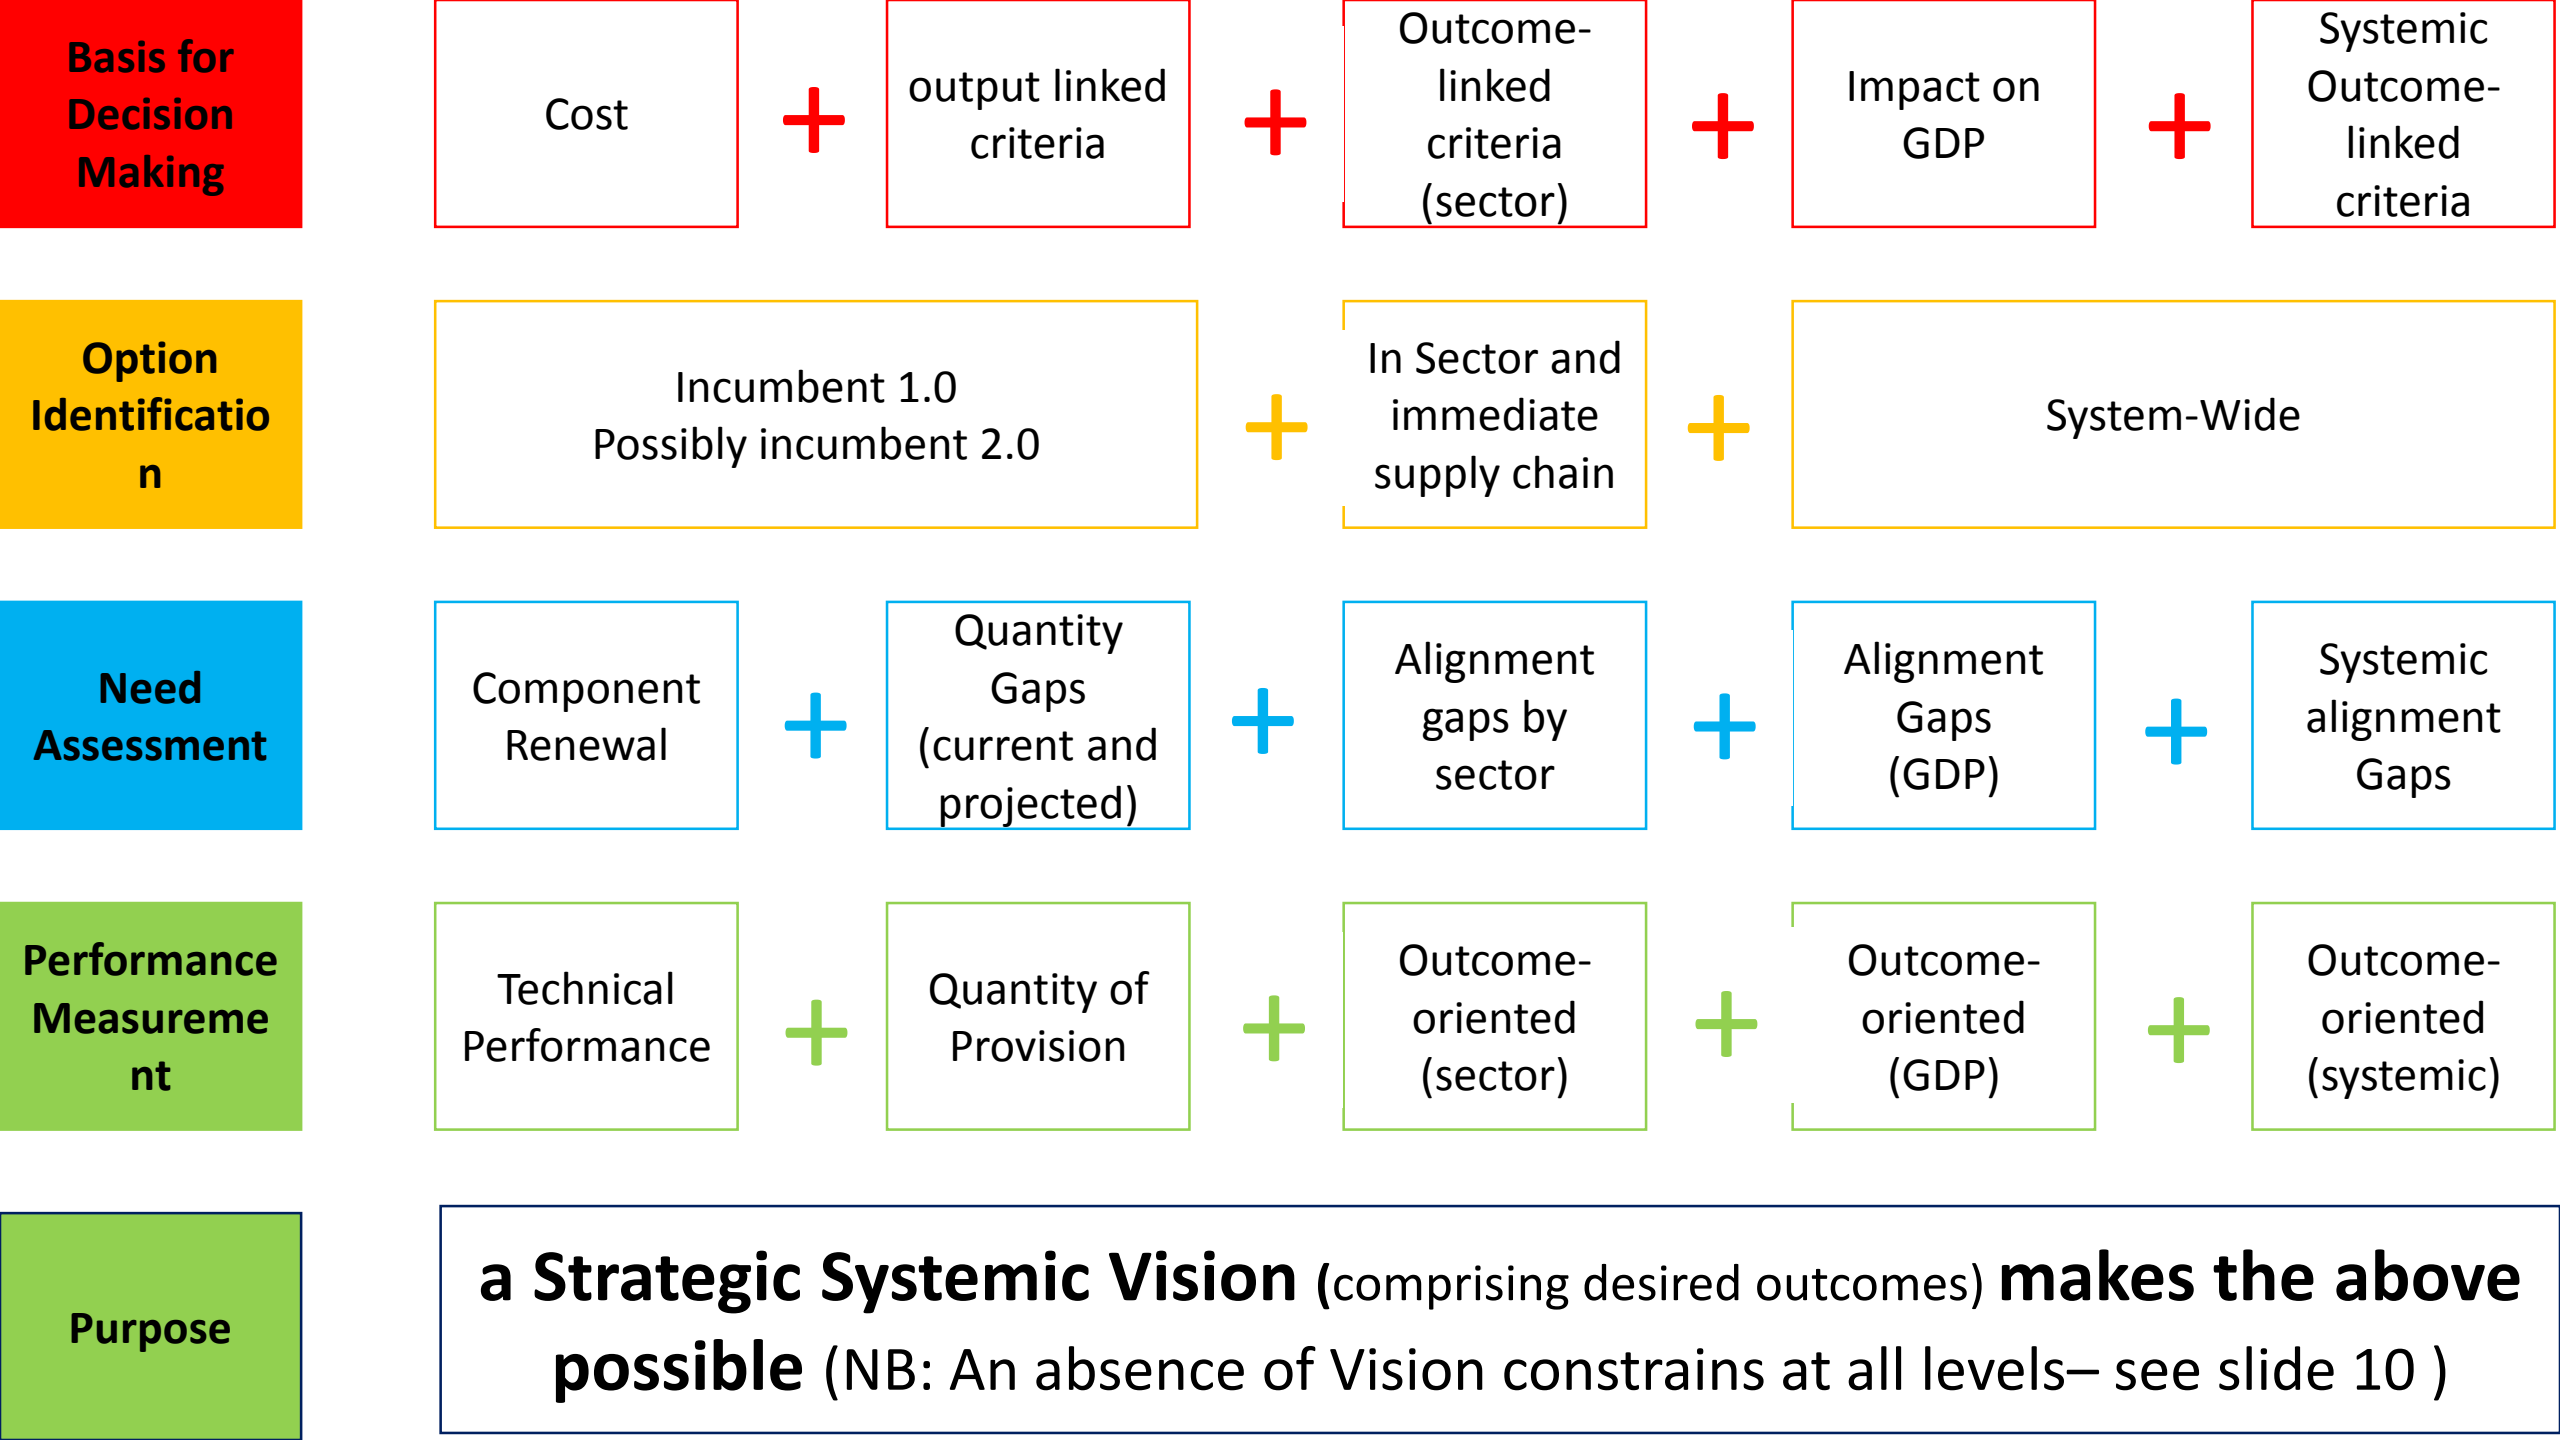 Basis for
Decision
Making
Cost
+
output linked
criteria
+
Outcome-
linked
criteria
(sector)
+
Impact on
GDP
+
Systemic
Outcome-
linked
criteria
Option
Identificatio
n
Incumbent 1.0
Possibly incumbent 2.0
+
In Sector and
immediate
supply chain
+
System-Wide
Need
Assessment
Component
Renewal
+
Quantity
Gaps
(current and
projected)
+
Alignment
gaps by
sector
+
Alignment
Gaps
(GDP)
+
Systemic
alignment
Gaps
Performance
Measureme
nt
Technical
Performance
+
Quantity of
Provision
+
Outcome-
oriented
(sector)
+
Outcome-
oriented
(GDP)
+
Outcome-
oriented
(systemic)
Purpose
a Strategic Systemic Vision (comprising desired outcomes) makes the above
possible (NB: An absence of Vision constrains at all levels– see slide 10 )